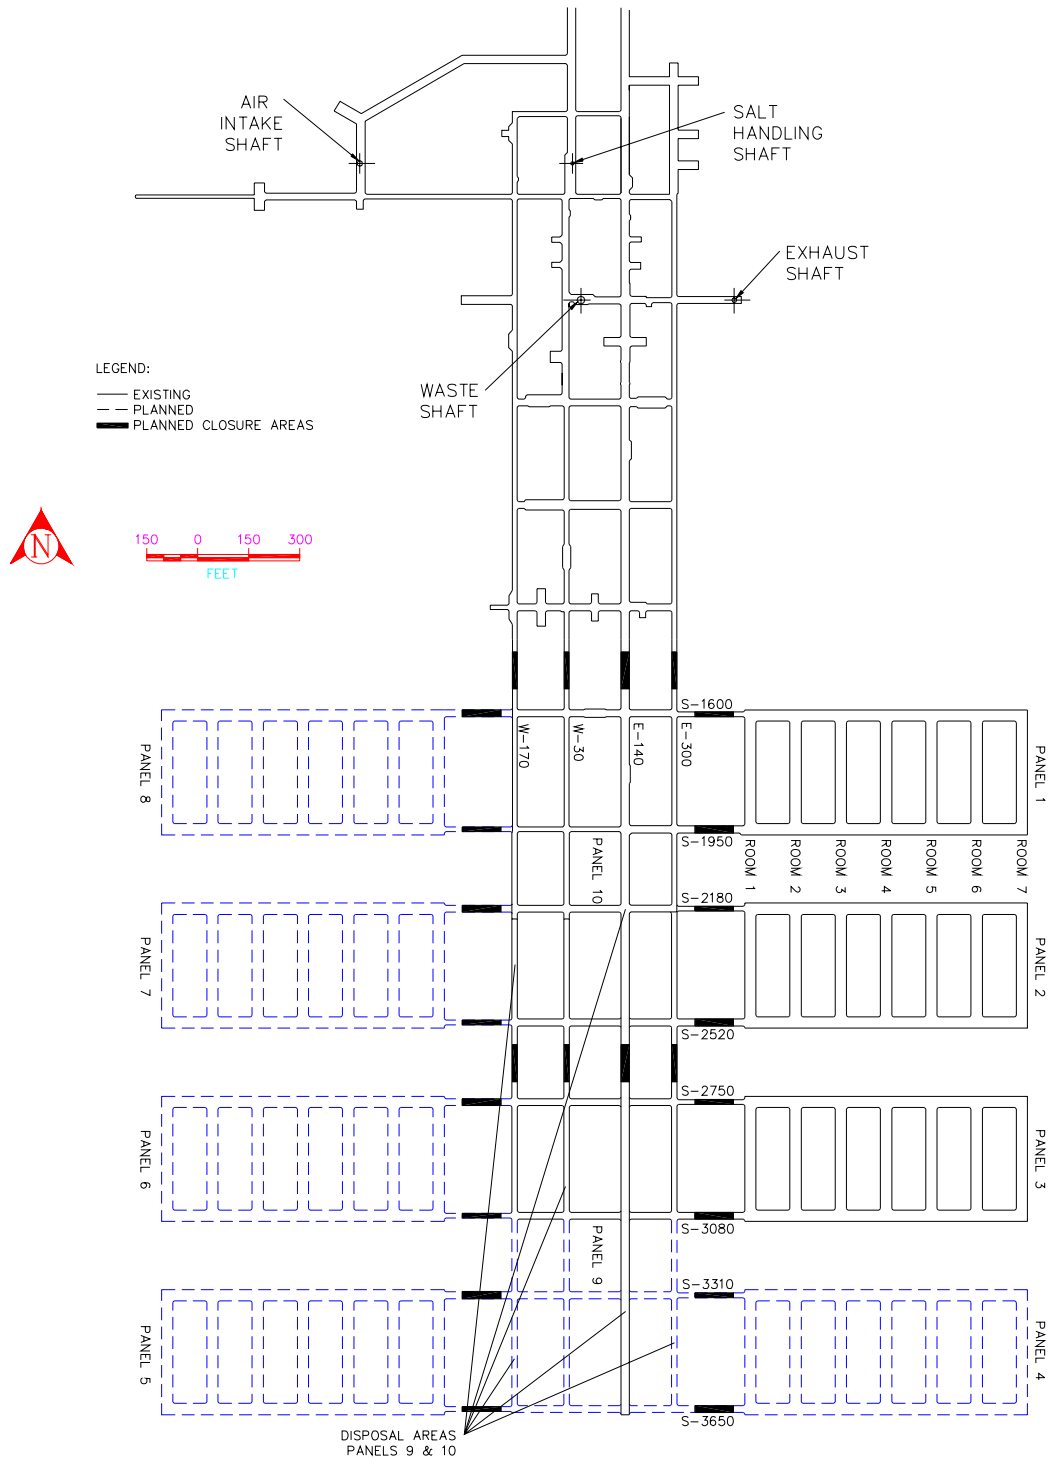 AIR
INTAKE
SHAFT
SALT
HANDLING
SHAFT
EXHAUST
SHAFT
WASTE
SHAFT
LEGEND:
EXISTING
PLANNED
PLANNED CLOSURE AREAS
N
150 0 150 300
FEET
S-1600
W-170
W-30
E-140
E-300
PANEL 8
PANEL 1
S-1950
PANEL 10
ROOM 1
ROOM 2
ROOM 3
ROOM 4
ROOM 5
ROOM 6
ROOM 7
S-2180
PANEL 7
PANEL 2
S-2520
S-2750
PANEL 6
PANEL 3
S-3080
PANEL 9
S-3310
PANEL 5
PANEL 4
S-3650
DISPOSAL AREAS
PANELS 9 & 10